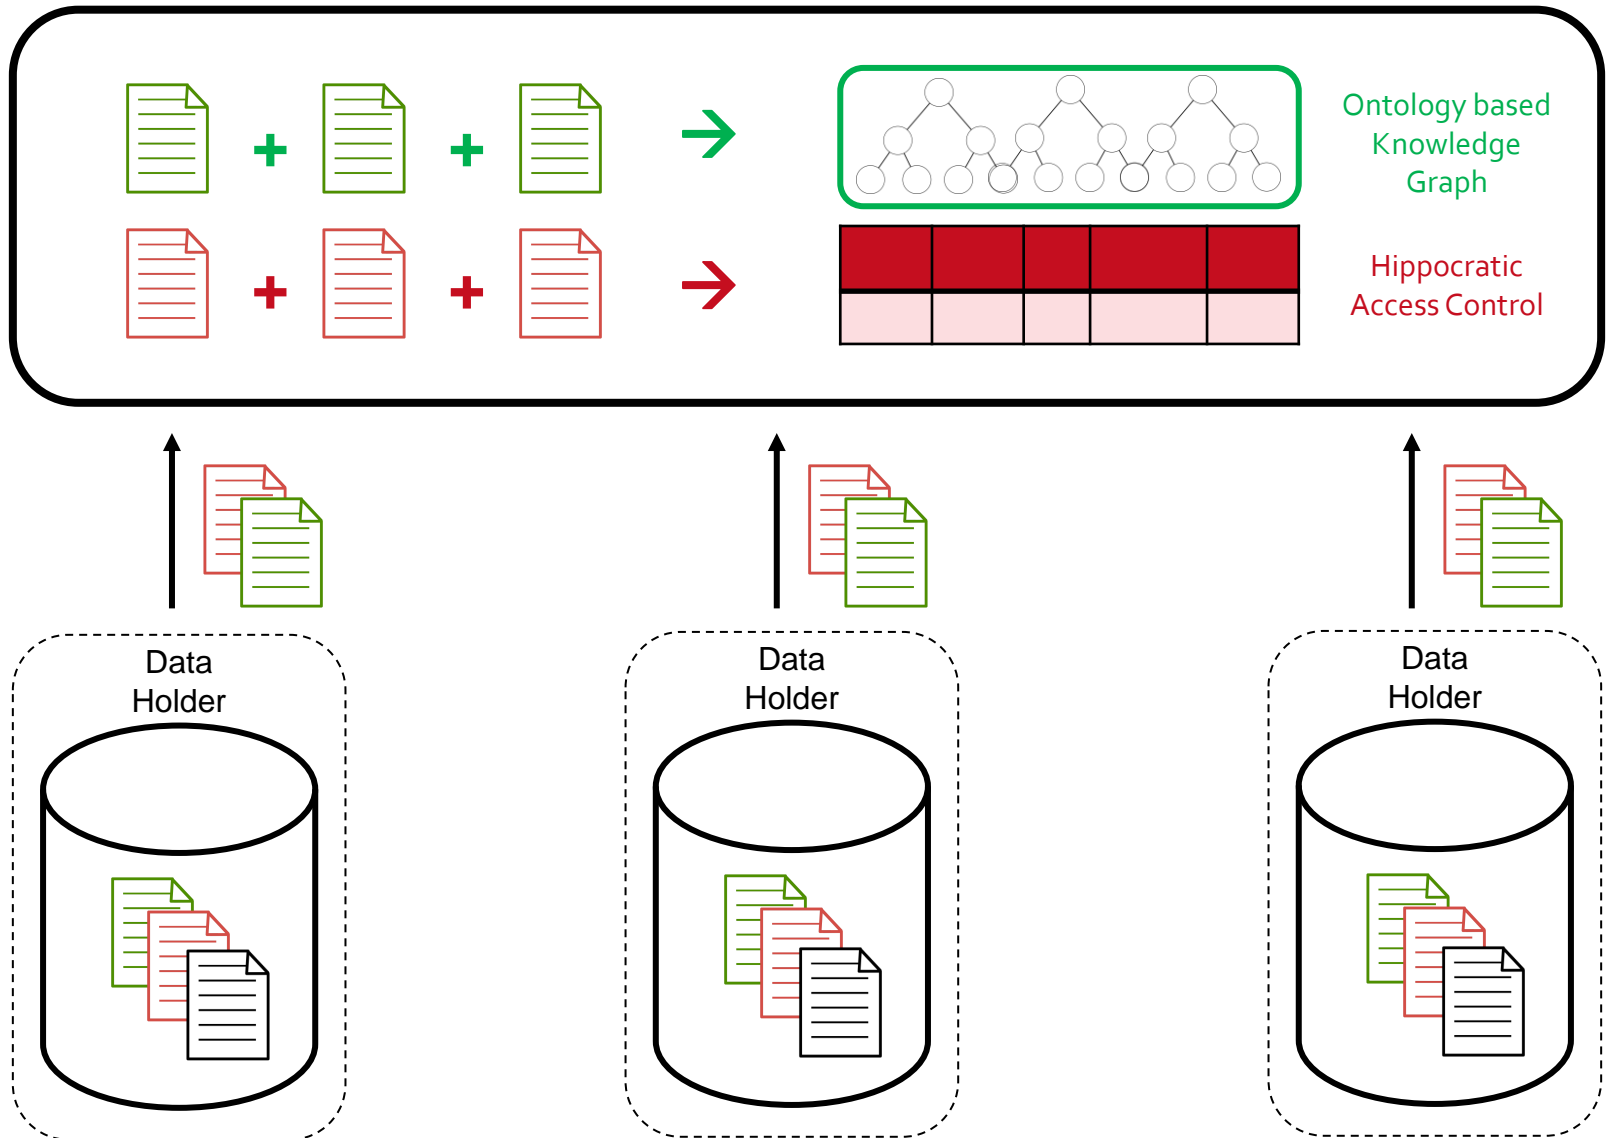 Ontology based
Knowledge
Graph
Hippocratic
Access Control
Data
Holder
Data
Holder
Data
Holder